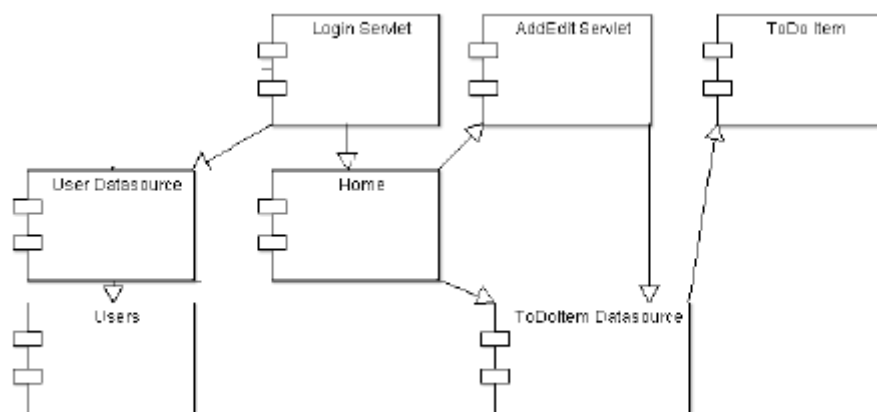 Login Servlet
AddEdit Servlet
ToDo Item
User Datasource
Home
Users
ToDoItem Datasource